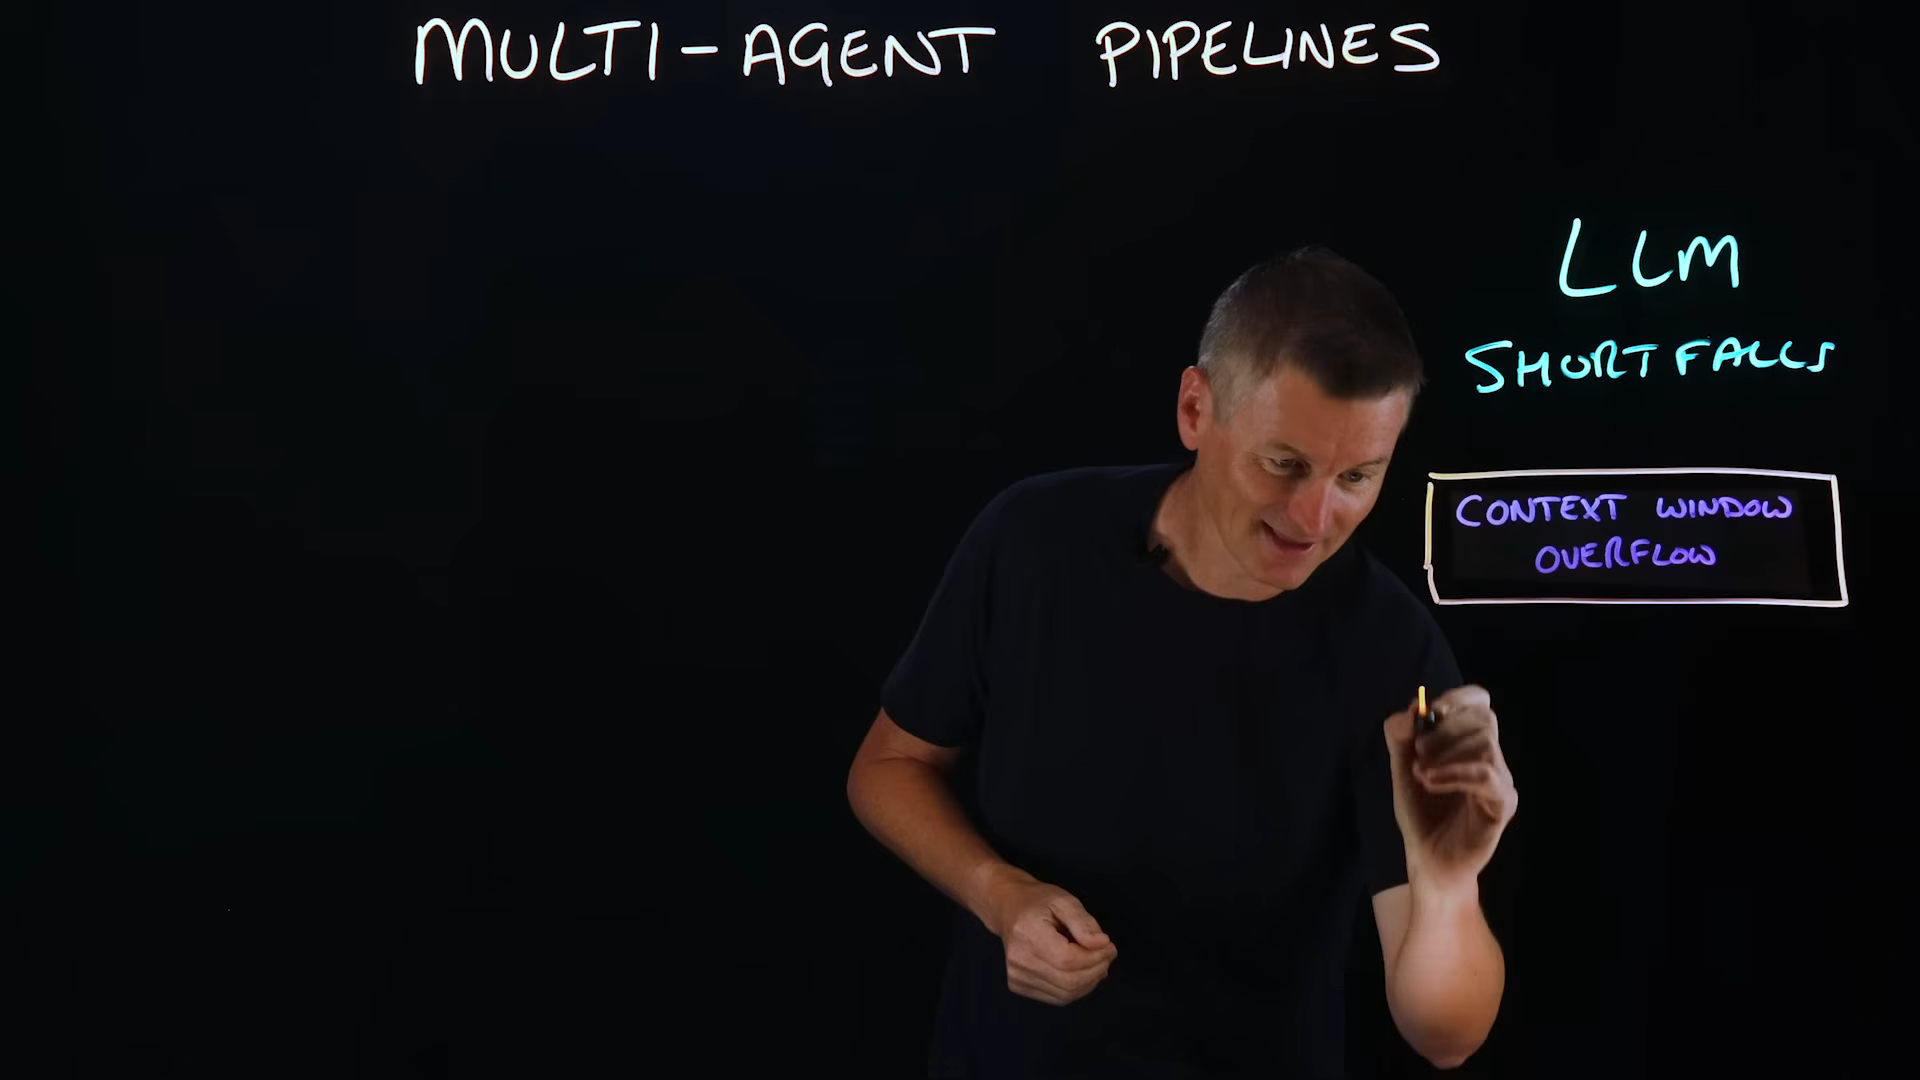 MULTI-AGENT PIPELINES
LLM
SHORTFALLS
CONTEXT WINDOW
OVERFLOW